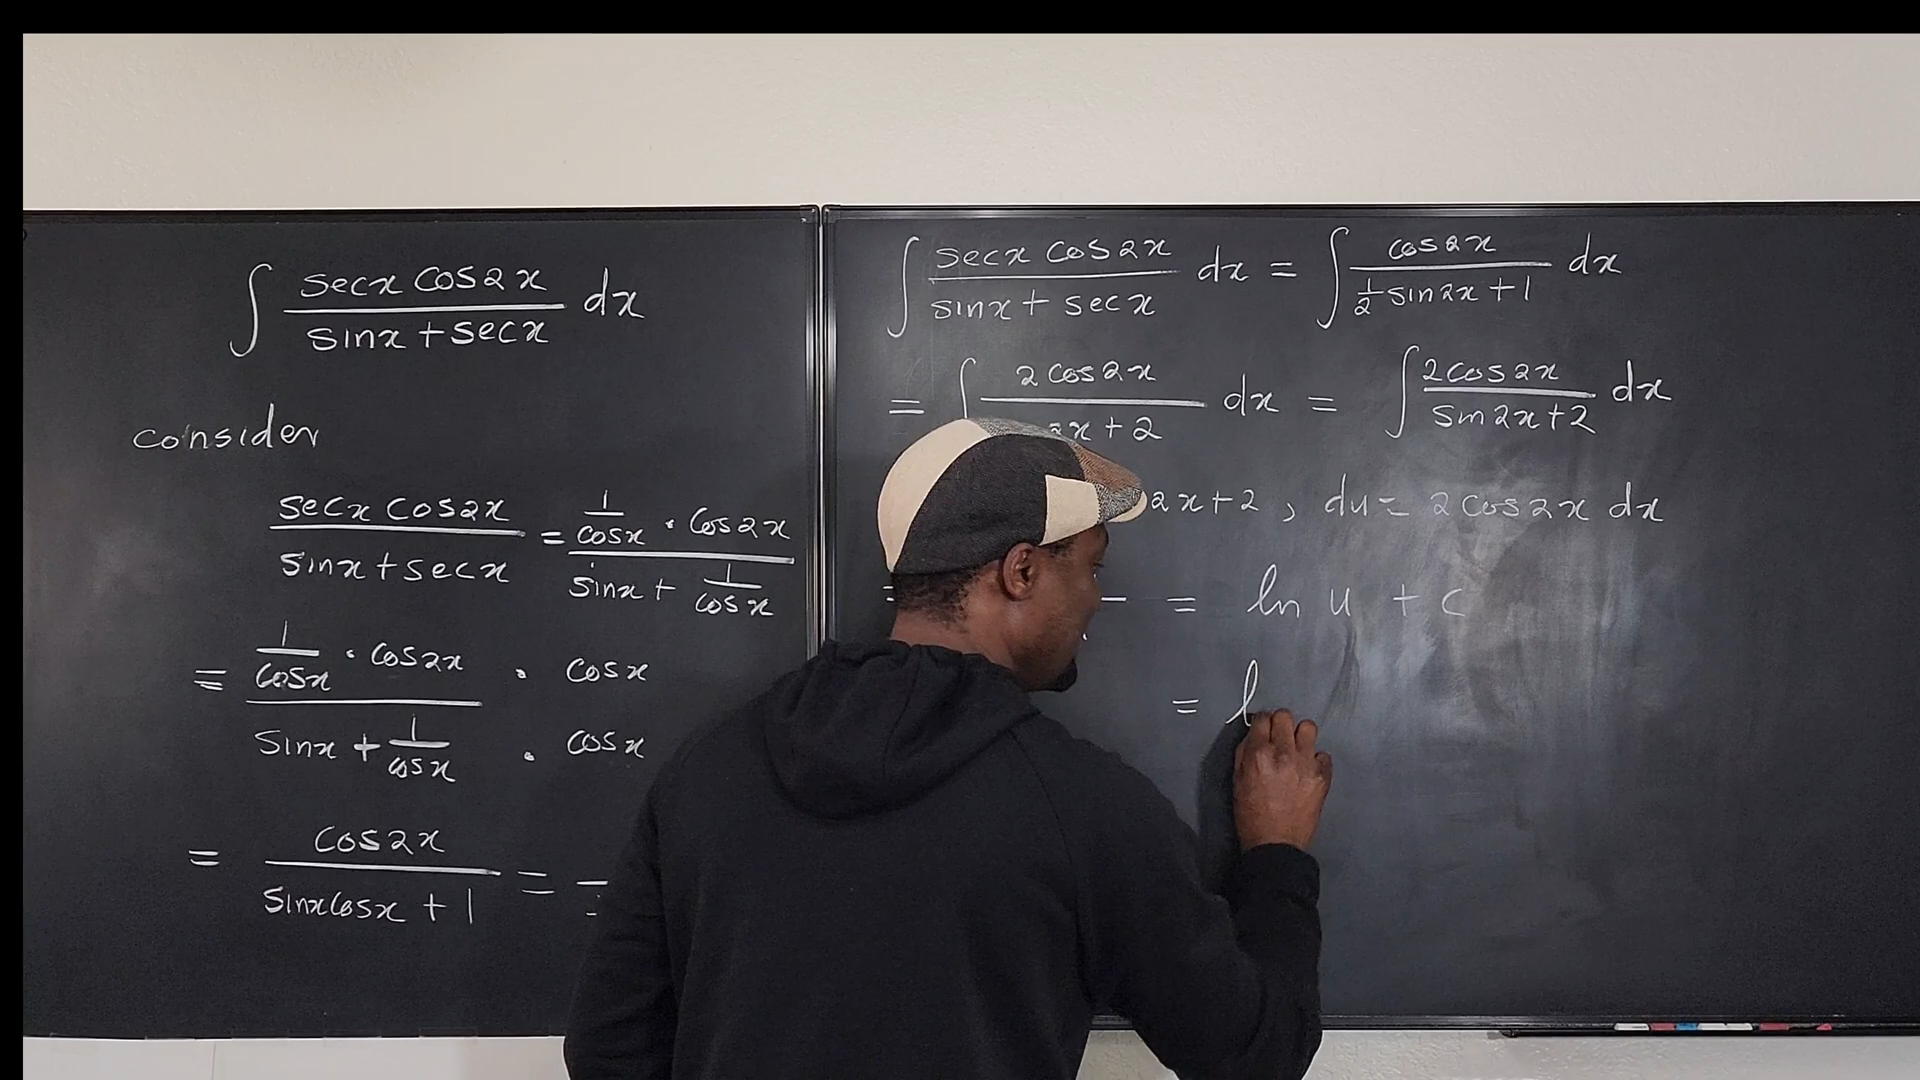 ∫ secx cos2x / sinx + secx dx
consider
secx cos2x / sinx + secx = 1/cosx · cos2x / sinx + 1/cosx
= 1/cosx · cos2x / sinx + 1/cosx · cosx / · cosx
= cos2x / sinxcosx + 1 =
∫ secx cos2x / sinx + secx dx = ∫ cos2x / 1/2 sin2x + 1 dx
= ∫ 2cos2x / 2x + 2 dx = ∫ 2cos2x / sin2x + 2 dx
2x + 2 , du = 2cos2x dx
= ln u + c
= l